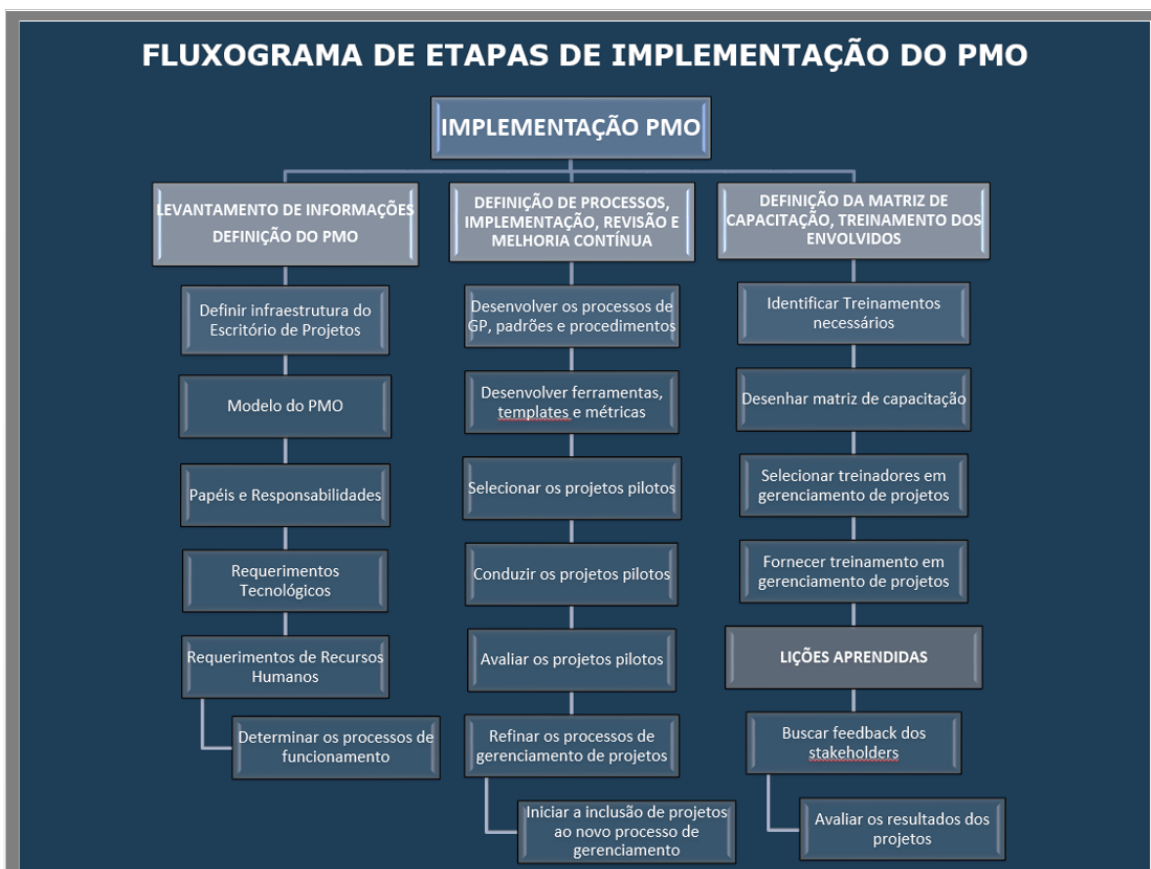 FLUXOGRAMA DE ETAPAS DE IMPLEMENTAÇÃO DO PMO
IMPLEMENTAÇÃO PMO
LEVANTAMENTO DE INFORMAÇÕES
DEFINIÇÃO DO PMO
Definir infraestrutura do
Escritório de Projetos
Modelo do PMO
Papéis e Responsabilidades
Requerimentos
Tecnológicos
Requerimentos de Recursos
Humanos
Determinar os processos de
funcionamento
DEFINIÇÃO DE PROCESSOS,
IMPLEMENTAÇÃO, REVISÃO E
MELHORIA CONTÍNUA
Desenvolver os processos de
GP, padrões e procedimentos
Desenvolver ferramentas,
templates e métricas
Selecionar os projetos pilotos
Conduzir os projetos pilotos
Avaliar os projetos pilotos
Refinar os processos de
gerenciamento de projetos
Iniciar a inclusão de projetos
ao novo processo de
gerenciamento
DEFINIÇÃO DA MATRIZ DE
CAPACITAÇÃO, TREINAMENTO DOS
ENVOLVIDOS
Identificar Treinamentos
necessários
Desenhar matriz de capacitação
Selecionar treinadores em
gerenciamento de projetos
Fornecer treinamento em
gerenciamento de projetos
LIÇÕES APRENDIDAS
Buscar feedback dos
stakeholders
Avaliar os resultados dos
projetos